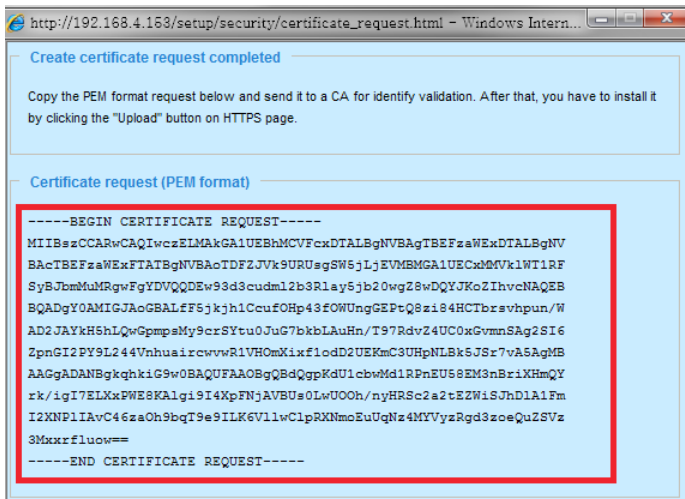 http://192.168.4.153/setup/security/certificate_request.html - Windows Intern...
Create certificate request completed
Copy the PEM format request below and send it to a CA for identify validation. After that, you have to install it
by clicking the "Upload" button on HTTPS page.
Certificate request (PEM format)
-----BEGIN CERTIFICATE REQUEST-----
MIIBszCCARwCAQIwczELMAkGA1UEBhMCVFcxDTALBgNVBAgTBEFzaWExDTALBgNV
BAcTBEFzaWExFTATBgNVBAoTDFZJVk9URUsgSW5jLjEVMBMGA1UECxMMVklWT1RF
SyBJbmMuMRgwFgYDVQQDEw93d3cudml2b3Rlay5jb20wgZ8wDQYJKoZIhvcNAQEB
BQADgY0AMIGJAoGBALfF5jkjh1CcufOHp43fOWUngGEPtQ8zi84HCTbrsvhpun/W
AD2JAYkH5hLQwGpmpsMy9crSYtu0JuG7bkbLAuHn/T97RdvZ4UC0xGvmnSAg2SI6
ZpnGI2PY9L244VnhuaircwvwR1VHOmXixf1odD2UEKmC3UHpNLBk5JSr7vA5AgMB
AAGgADANBgkqhkiG9w0BAQUFAAOBgQBdQgpKdU1cbwMd1RPnEU58EM3nBriXHmQY
rk/igI7ELXxPWE8KAlgi9I4XpFNjAVBUs0LwUOOh/nyHRSc2a2tEZWiSJhDlA1Fm
I2XNPlIAvC46zaOh9bqT9e9ILK6VllwClpRXNmoEuUqNz4MYVyzRgd3zoeQuZSVz
3Mxxrfluow==
-----END CERTIFICATE REQUEST-----